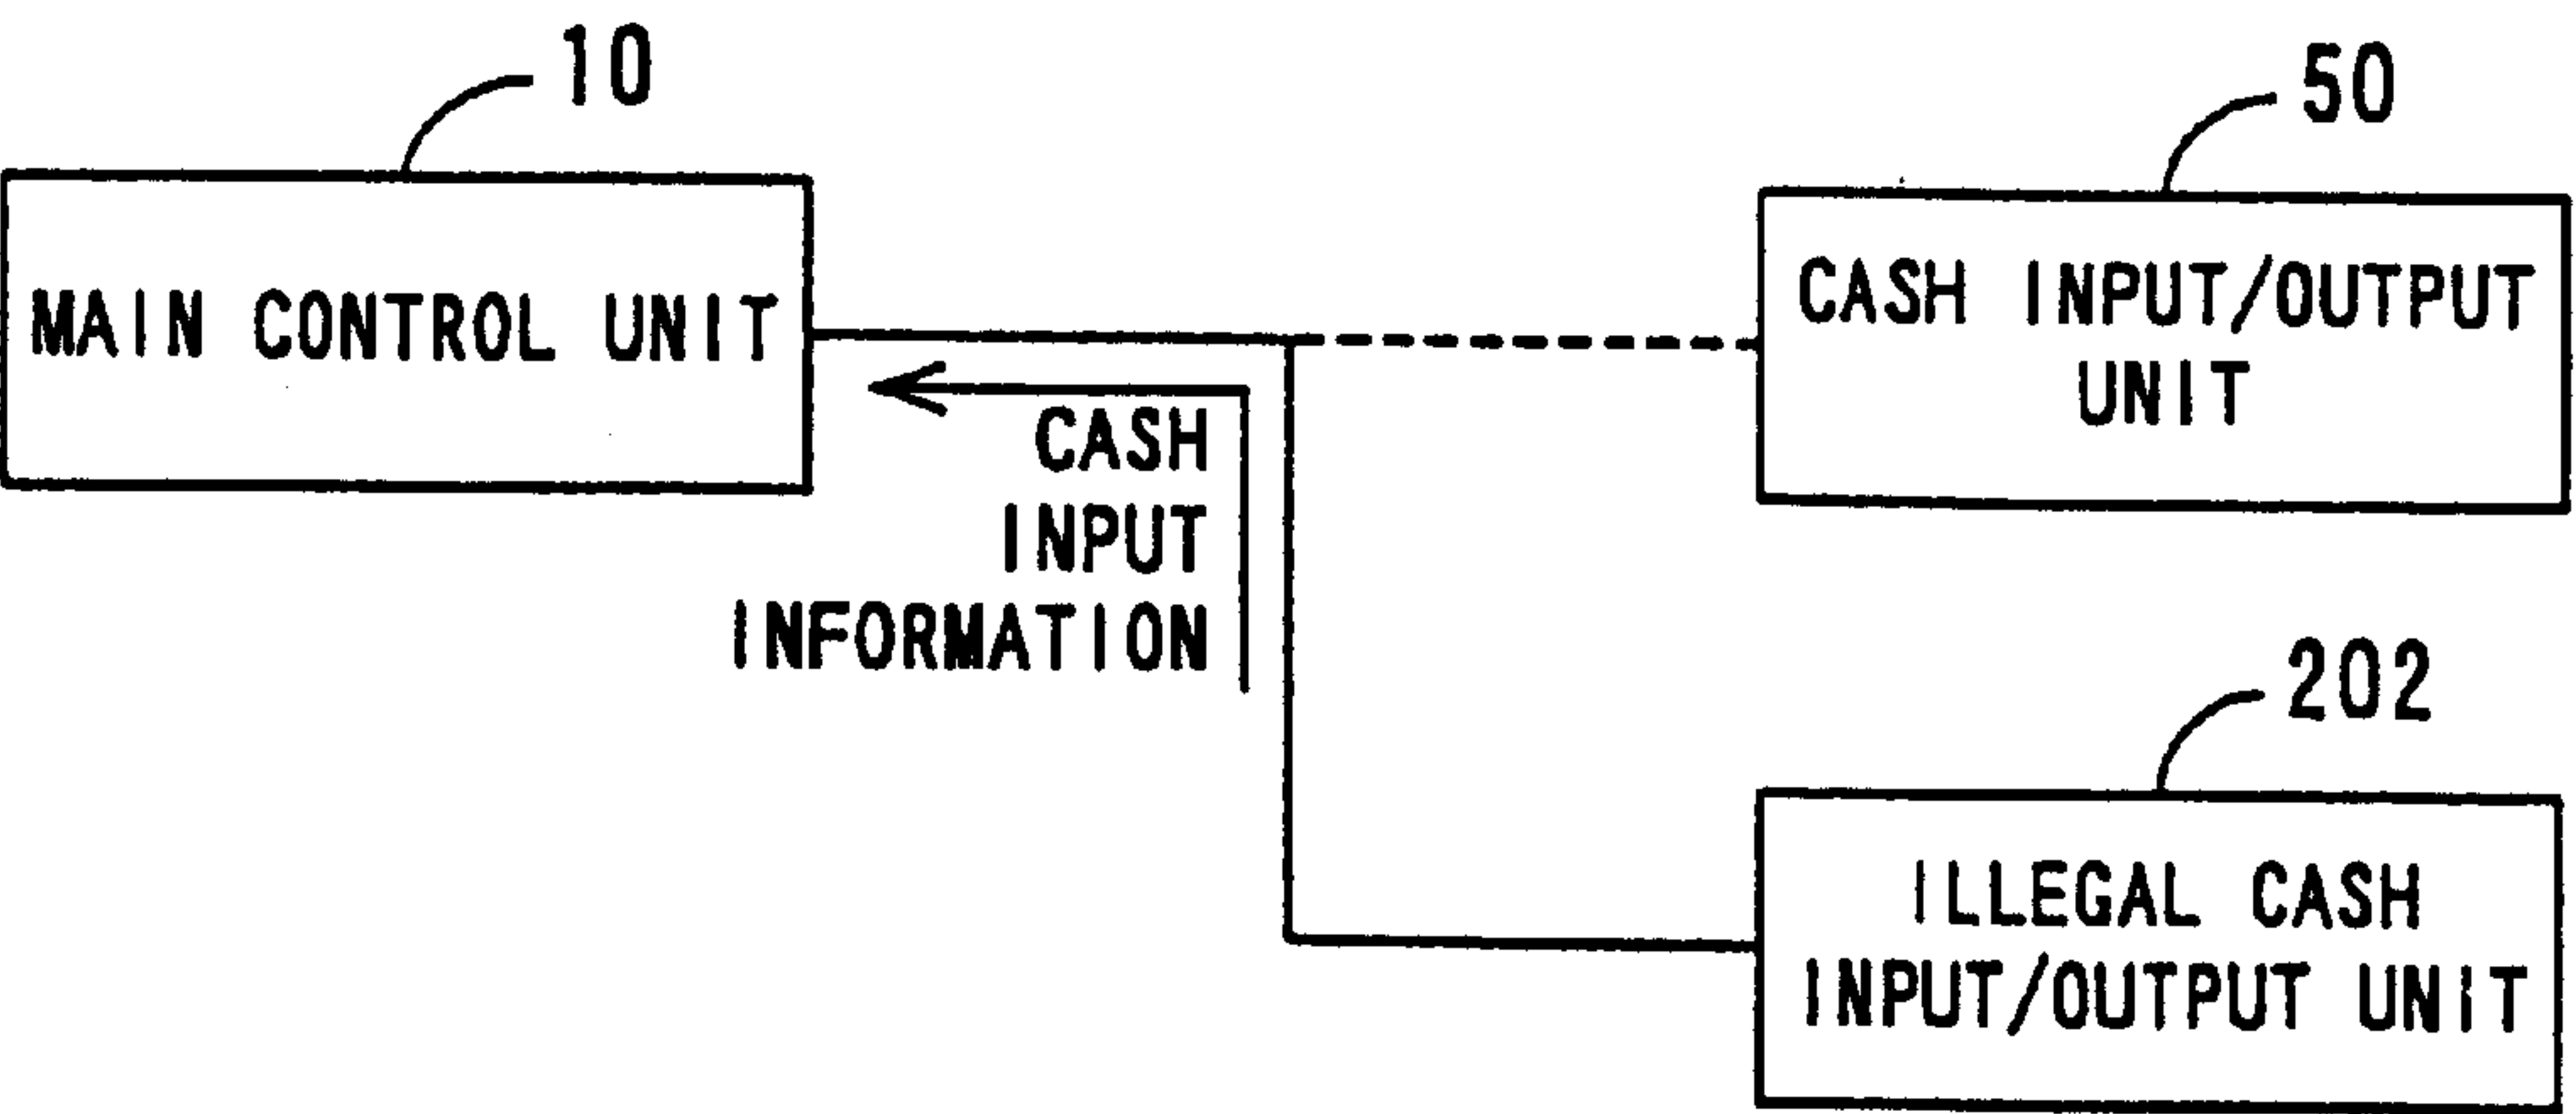 10
50
MAIN CONTROL UNIT
CASH INPUT/OUTPUT
UNIT
CASH
INPUT
INFORMATION
202
ILLEGAL CASH
INPUT/OUTPUT UNIT